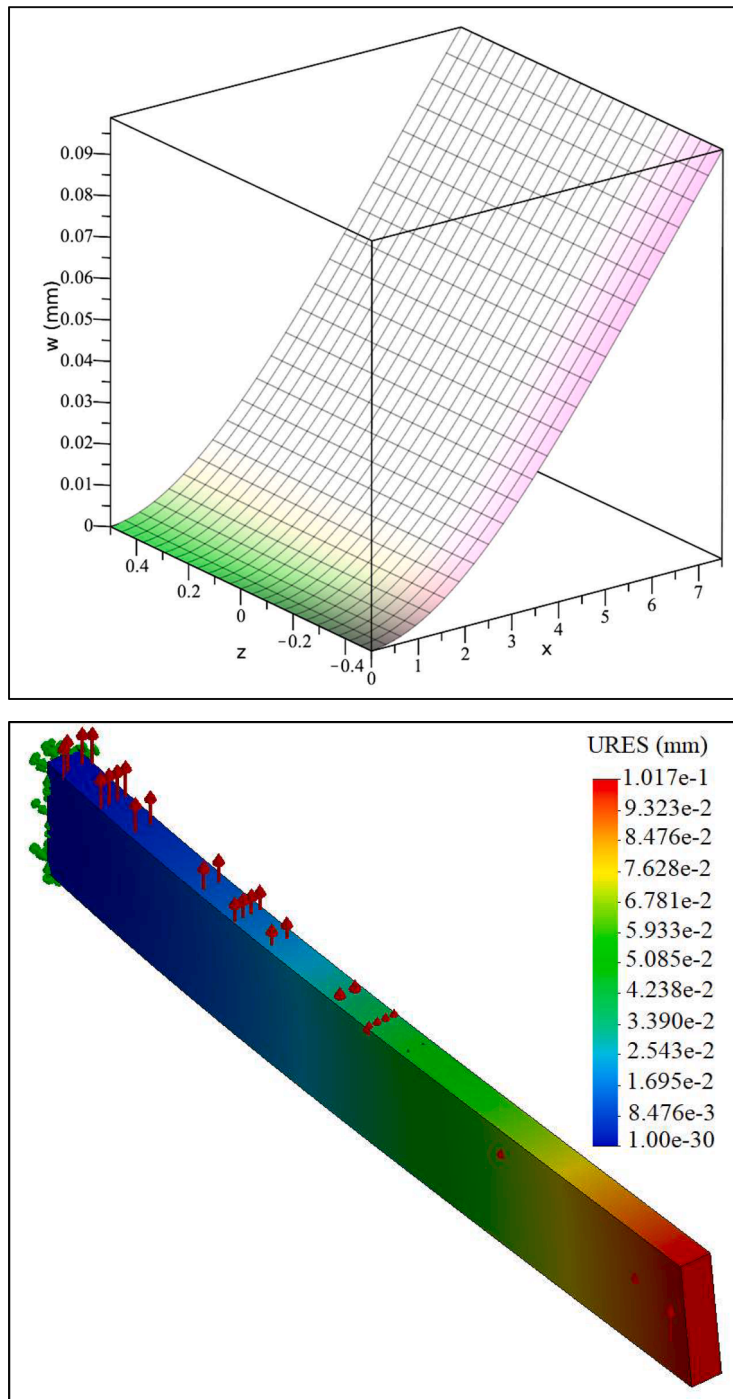 0.09
0.08
0.07
0.06
0.05
0.04
0.03
0.02
0.01
0
w (mm)
0.4
0.2
0
−0.2
−0.4
z
0
1
2
3
4
5
6
7
x
URES (mm)
1.017e-1
9.323e-2
8.476e-2
7.628e-2
6.781e-2
5.933e-2
5.085e-2
4.238e-2
3.390e-2
2.543e-2
1.695e-2
8.476e-3
1.00e-30